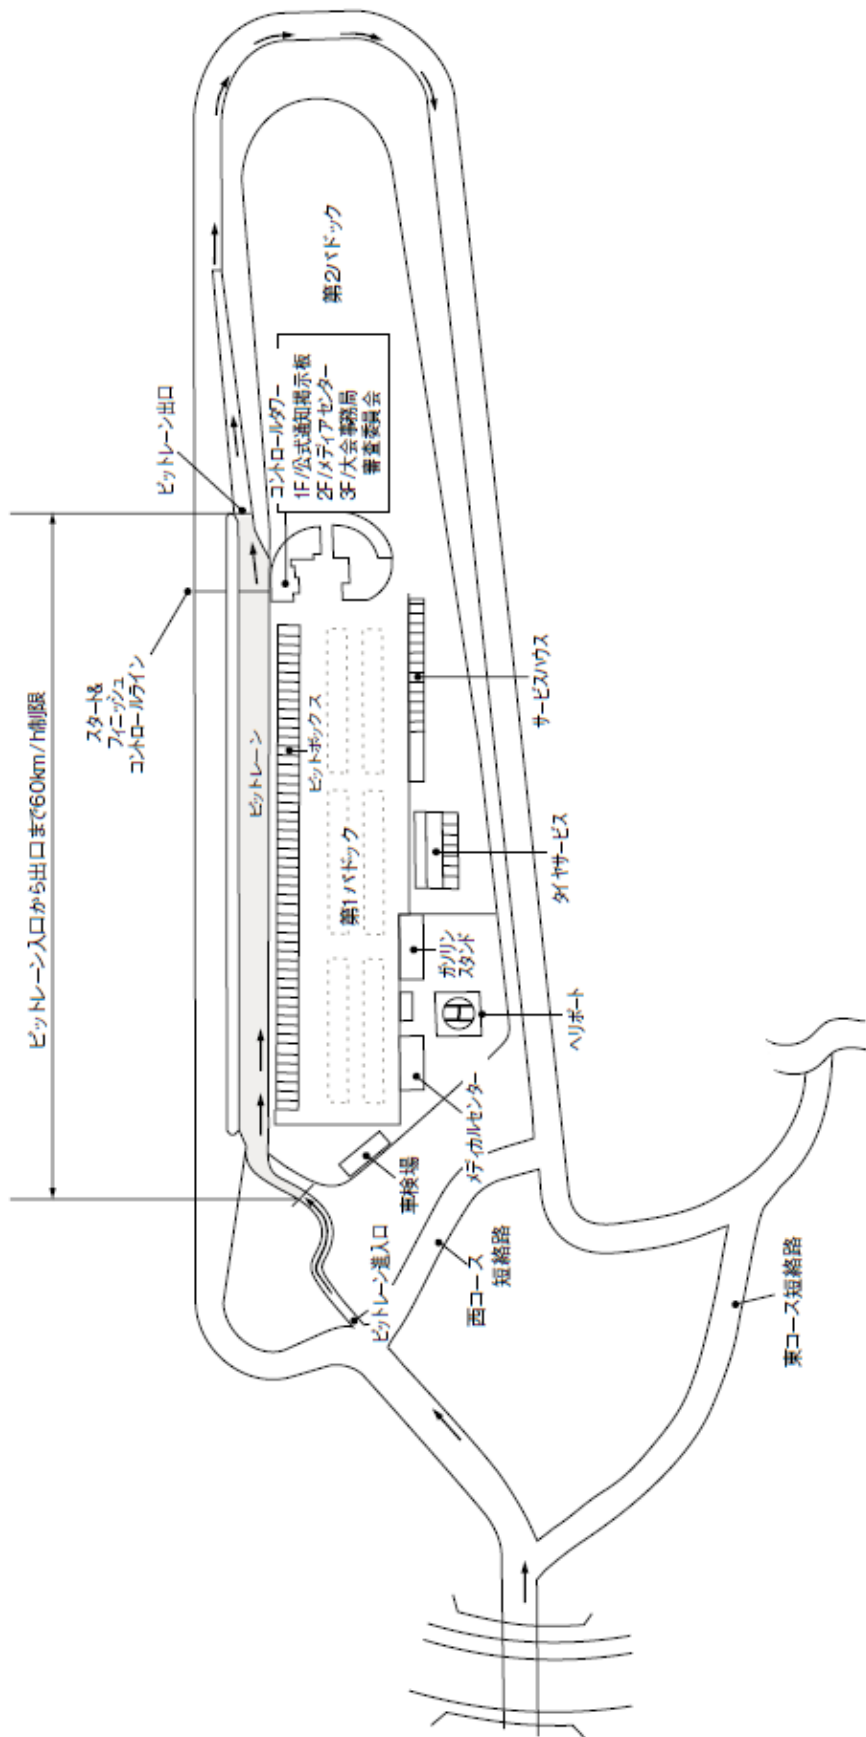 ピットレーン入口から出口まで60km/h制限
スタート&
フィニッシュ
コントロールライン
ピットレーン出口
ピットレーン
コントロールタワー
1F/公式通知掲示板
2F/メディアセンター
3F/大会事務局
審査委員会
第2パドック
ピットボックス
第1パドック
車検場
メディカルセンター
ヘリポート
H
ガソリン
スタンド
タイヤサービス
サービスハウス
ピットレーン進入口
西コース
短絡路
東コース短絡路